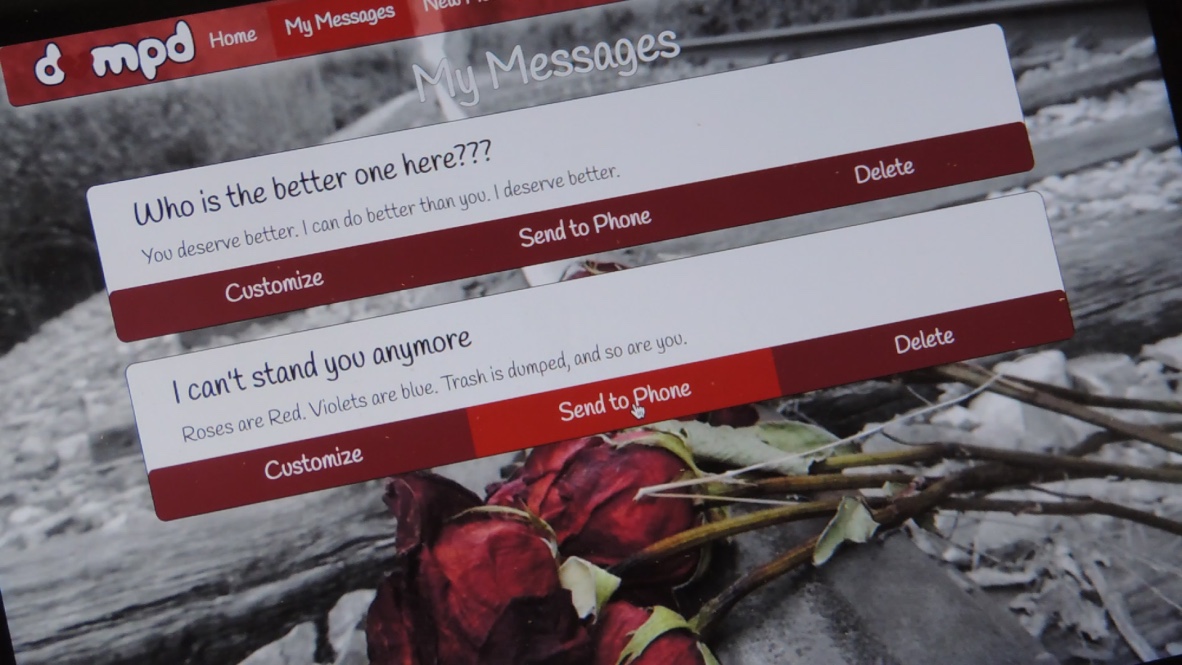 d mpd Home My Messages New
My Messages
Who is the better one here???
You deserve better. I can do better than you. I deserve better.
Customize Send to Phone Delete
I can't stand you anymore
Roses are Red. Violets are blue. Trash is dumped, and so are you.
Customize Send to Phone Delete